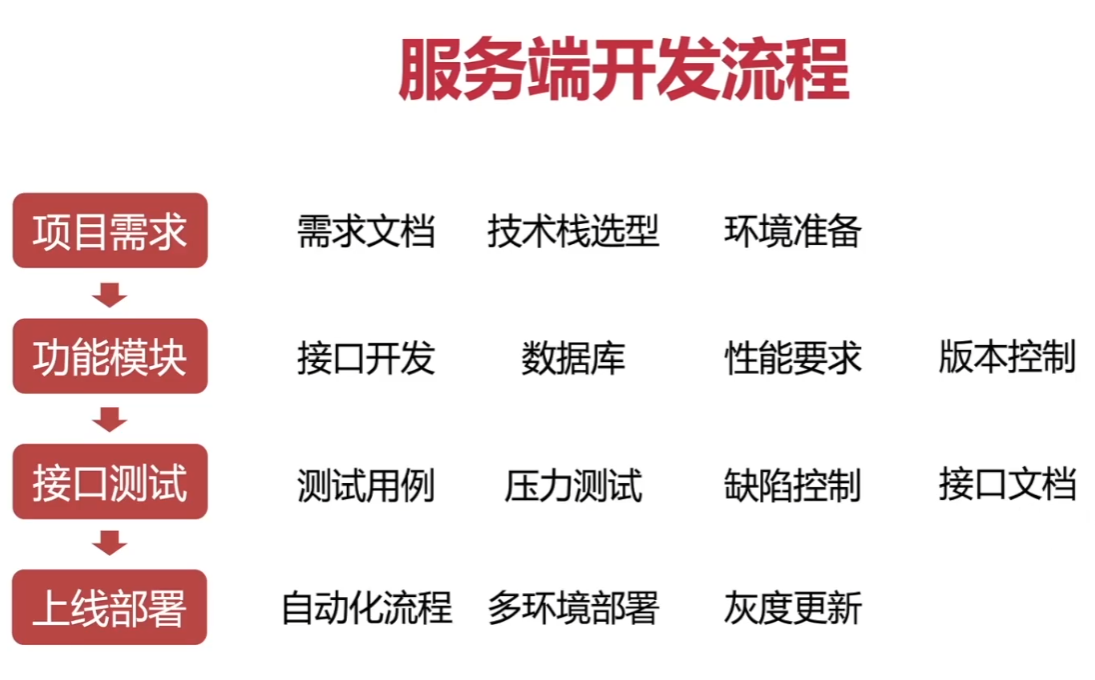 服务端开发流程
项目需求 需求文档 技术栈选型 环境准备
功能模块 接口开发 数据库 性能要求 版本控制
接口测试 测试用例 压力测试 缺陷控制 接口文档
上线部署 自动化流程 多环境部署 灰度更新